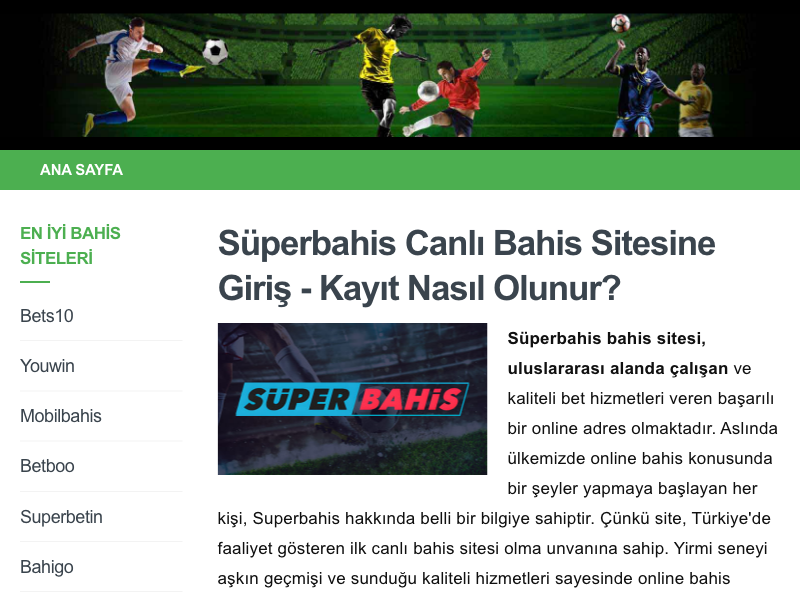 ANA SAYFA
EN İYİ BAHİS
SİTELERİ
Bets10
Youwin
Mobilbahis
Betboo
Superbetin
Bahigo
Süperbahis Canlı Bahis Sitesine
Giriş - Kayıt Nasıl Olunur?
SÜPER BAHiS
Süperbahis bahis sitesi,
uluslararası alanda çalışan ve
kaliteli bet hizmetleri veren başarılı
bir online adres olmaktadır. Aslında
ülkemizde online bahis konusunda
bir şeyler yapmaya başlayan her
kişi, Superbahis hakkında belli bir bilgiye sahiptir. Çünkü site, Türkiye'de
faaliyet gösteren ilk canlı bahis sitesi olma unvanına sahip. Yirmi seneyi
aşkın geçmişi ve sunduğu kaliteli hizmetleri sayesinde online bahis